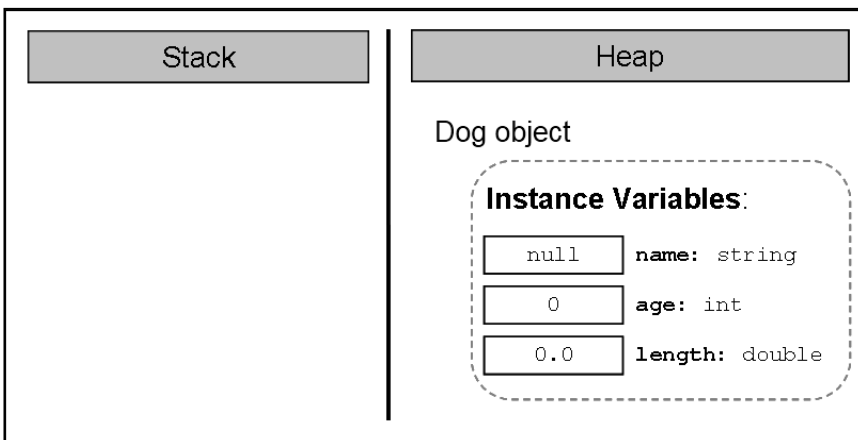 Stack
Heap
Dog object
Instance Variables:
null name: string
0 age: int
0.0 length: double